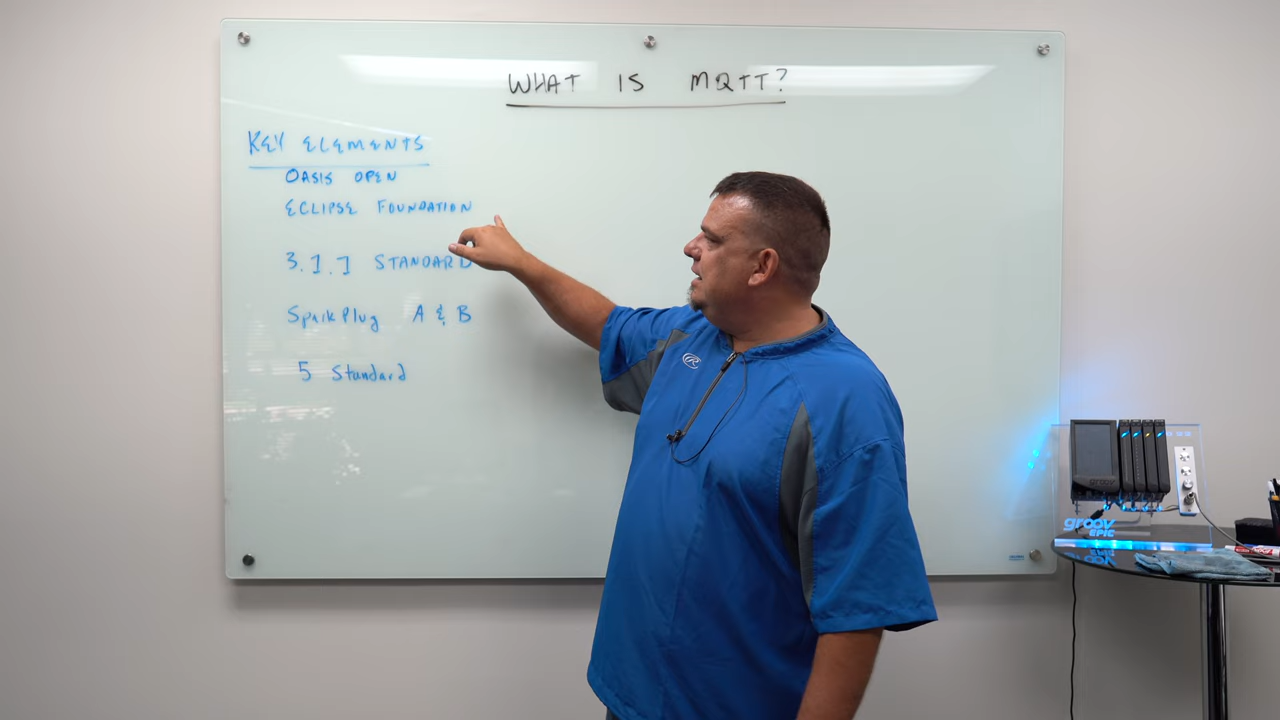 WHAT IS MQTT?
KEY ELEMENTS
OASIS OPEN
ECLIPSE FOUNDATION
3.1.1 STANDARD
SparkPlug A & B
5 Standard
groov
EPIC